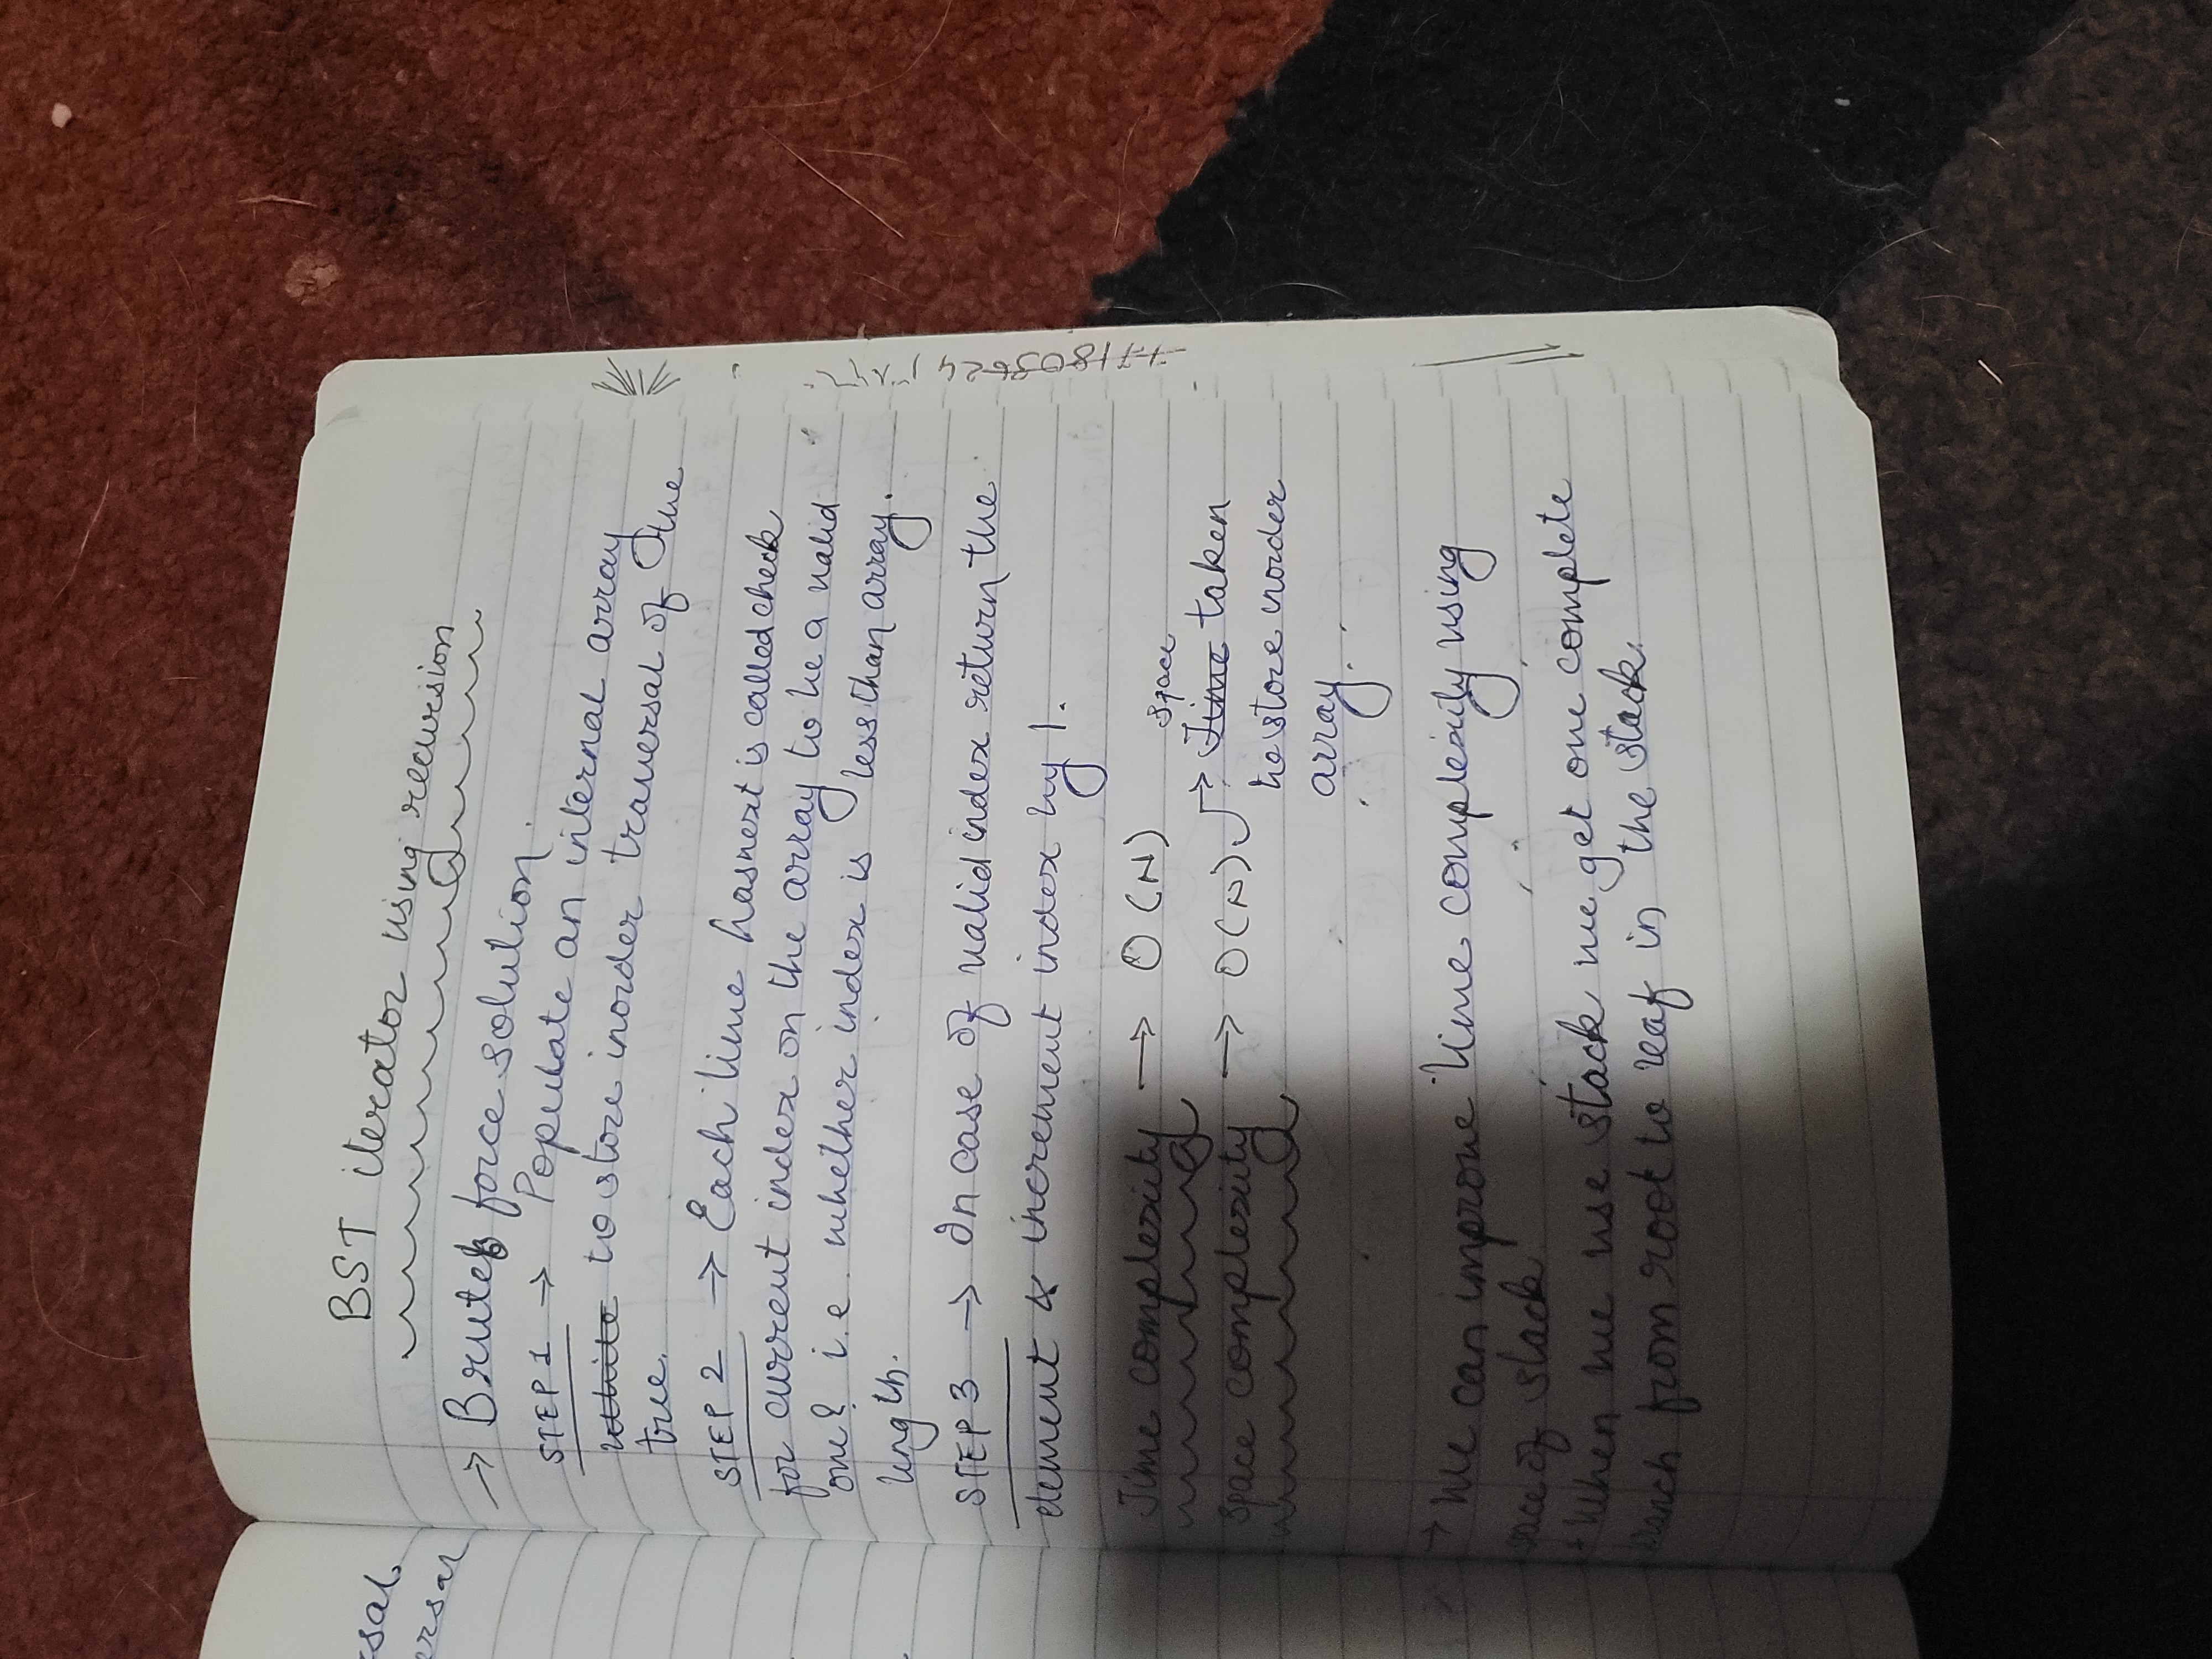 sal.
ersal
BST iterator using recursion
→ Brute force solution.
STEP 1 → Populate an internal array
to store inorder traversal of the
tree.
STEP 2 → Each time hasnext is called check
for current index on the array to be a valid
one? i.e. whether index is less than array.
length.
STEP 3 → In case of valid index return the
element & increment index by 1.
Time complexity → O(N)
Space complexity → O(N) → Space taken
to store inorder
array.
→ We can improve time complexity using
space of stack
When we use stack we get one complete
branch from root to leaf in the stack.